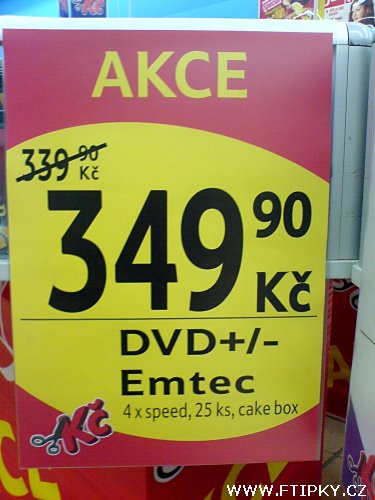 AKCE
339 90 Kč
349 90 Kč
DVD+/-
Emtec
4 x speed, 25 ks, cake box
Kč
WWW.FTIPKY.CZ